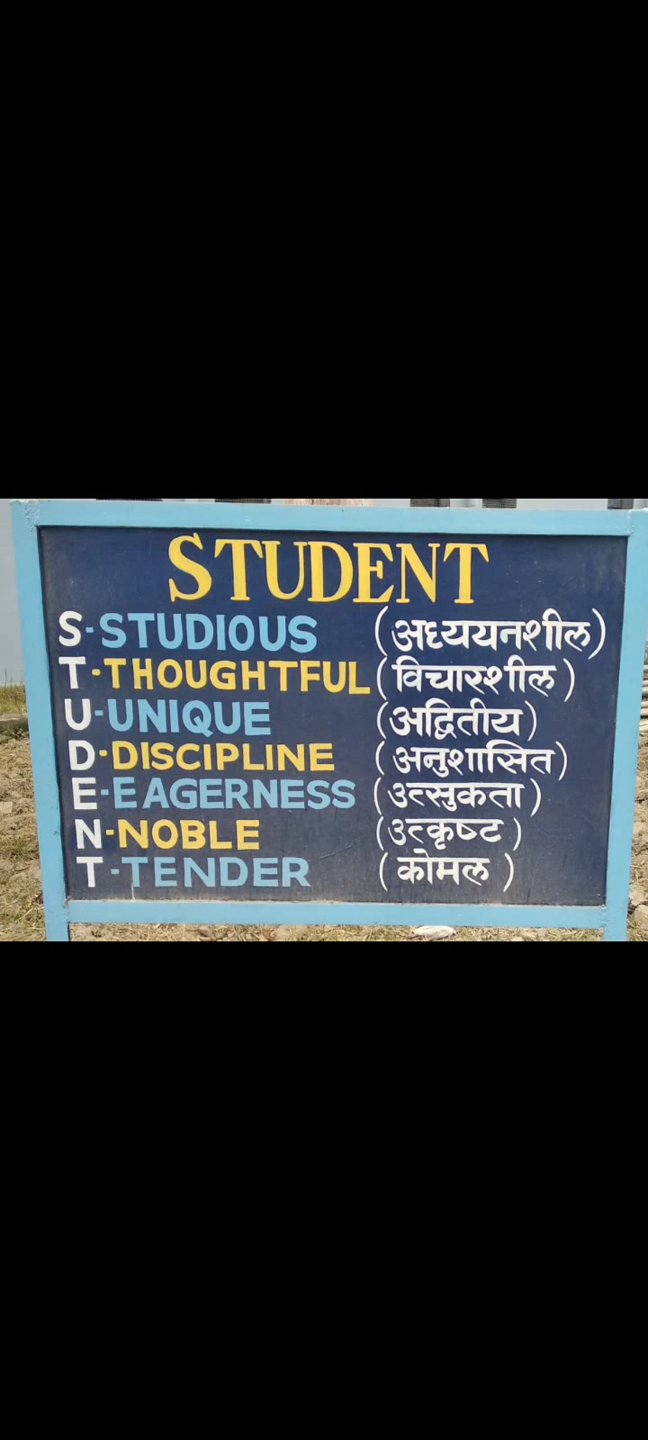 STUDENT
S-STUDIOUS (अध्ययनशील)
T-THOUGHTFUL (विचारशील)
U-UNIQUE (अद्वितीय)
D-DISCIPLINE (अनुशासित)
E-EAGERNESS (उत्सुकता)
N-NOBLE (उत्कृष्ट)
T-TENDER (कोमल)